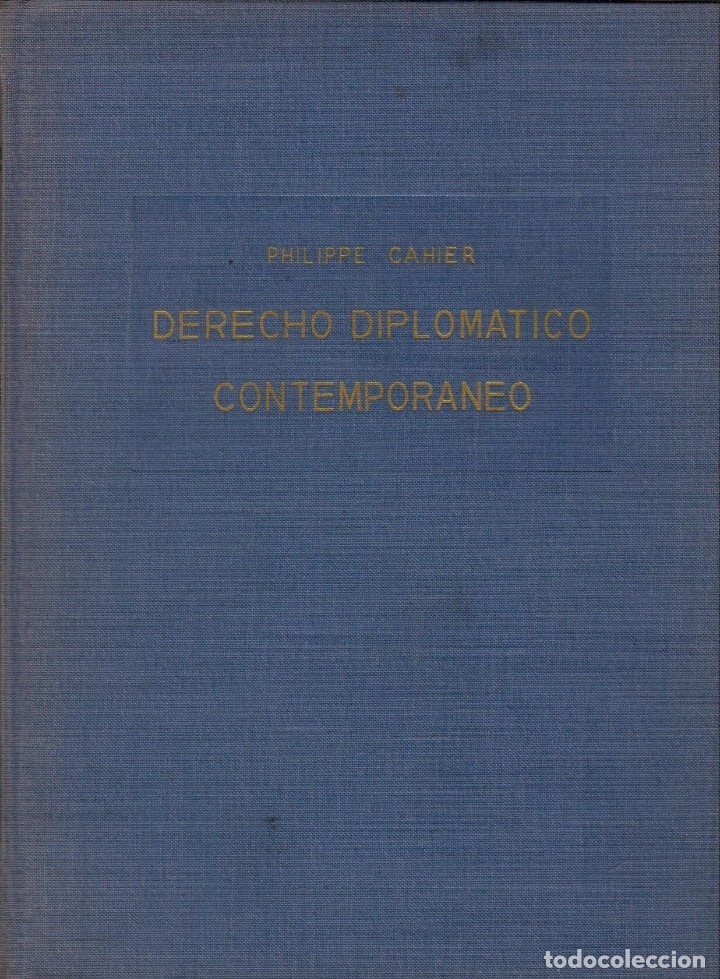 PHILIPPE CAHIER
DERECHO DIPLOMATICO
CONTEMPORANEO
todocoleccion